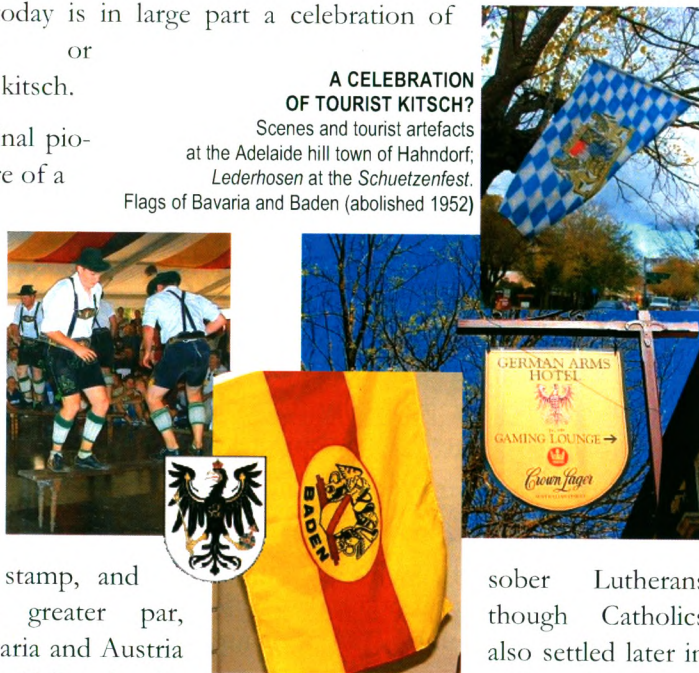 oday is in large part a celebration of
or
kitsch.
nal pio-
re of a
A CELEBRATION
OF TOURIST KITSCH?
Scenes and tourist artefacts
at the Adelaide hill town of Hahndorf;
Lederhosen at the Schuetzenfest.
Flags of Bavaria and Baden (abolished 1952)
GERMAN ARMS
HOTEL
GAMING LOUNGE →
Crown Lager
BADEN
stamp, and
greater par,
aria and Austria
sober Lutherans
though Catholics
also settled later in